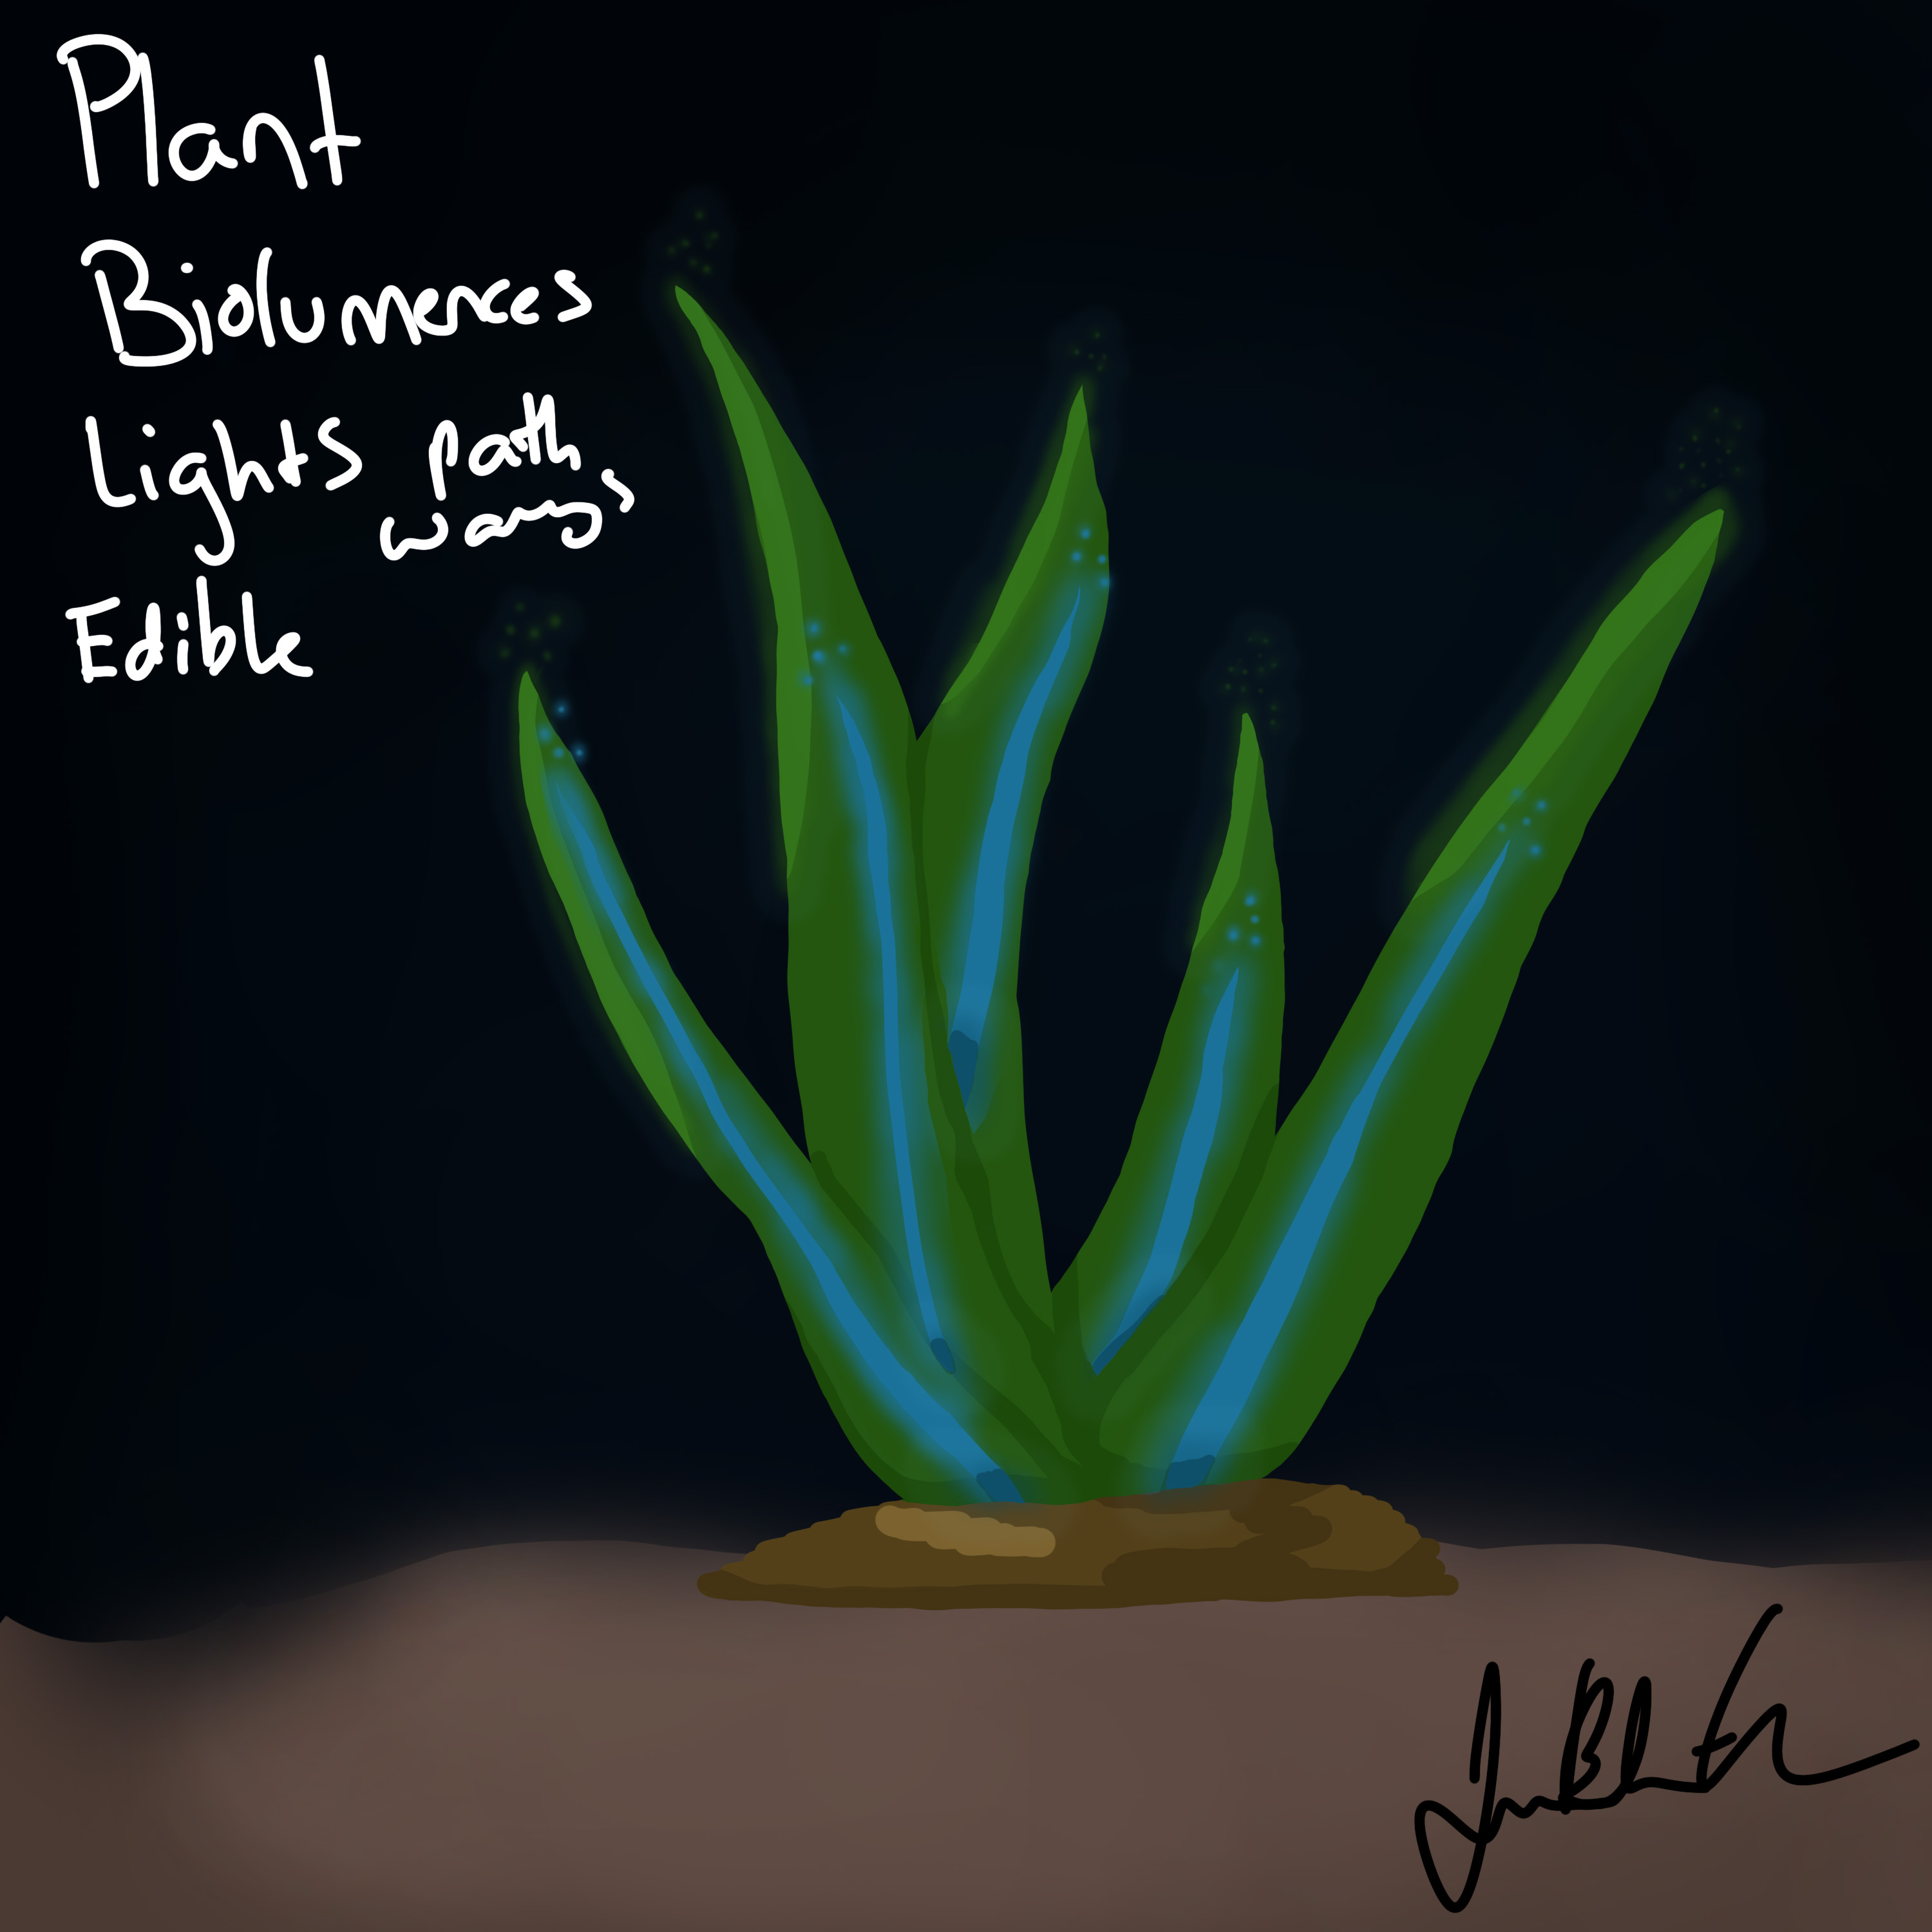 Plant
Biolumences
Lights path
ways
Edible